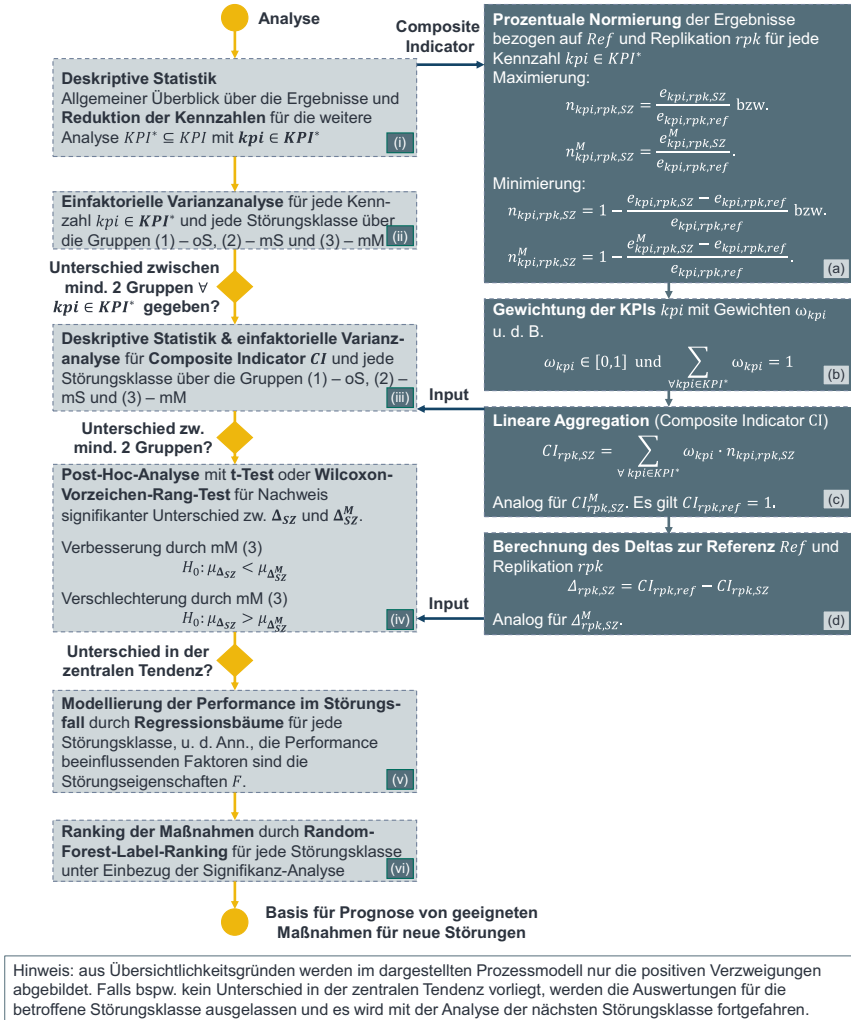 Analyse
Deskriptive Statistik
Allgemeiner Überblick über die Ergebnisse und
Reduktion der Kennzahlen für die weitere
Analyse KPI* ⊆ KPI mit kpi ∈ KPI*
(i)
Einfaktorielle Varianzanalyse für jede Kenn-
zahl kpi ∈ KPI* und jede Störungsklasse über
die Gruppen (1) – oS, (2) – mS und (3) – mM
(ii)
Unterschied zwischen
mind. 2 Gruppen ∀
kpi ∈ KPI* gegeben?
Deskriptive Statistik & einfaktorielle Varianz-
analyse für Composite Indicator CI und jede
Störungsklasse über die Gruppen (1) – oS, (2) –
mS und (3) – mM
(iii)
Unterschied zw.
mind. 2 Gruppen?
Post-Hoc-Analyse mit t-Test oder Wilcoxon-
Vorzeichen-Rang-Test für Nachweis
signifikanter Unterschied zw. Δ_SZ und Δ^M_SZ.
Verbesserung durch mM (3)
H₀: μ_Δ_SZ < μ_Δ^M_SZ
Verschlechterung durch mM (3)
H₀: μ_Δ_SZ > μ_Δ^M_SZ
(iv)
Unterschied in der
zentralen Tendenz?
Modellierung der Performance im Störungs-
fall durch Regressionsbäume für jede
Störungsklasse, u. d. Ann., die Performance
beeinflussenden Faktoren sind die
Störungseigenschaften F.
(v)
Ranking der Maßnahmen durch Random-
Forest-Label-Ranking für jede Störungsklasse
unter Einbezug der Signifikanz-Analyse
(vi)
Basis für Prognose von geeigneten
Maßnahmen für neue Störungen
Composite
Indicator
Prozentuale Normierung der Ergebnisse
bezogen auf Ref und Replikation rpk für jede
Kennzahl kpi ∈ KPI*
Maximierung:
n_kpi,rpk,SZ = e_kpi,rpk,SZ / e_kpi,rpk,ref bzw.
n^M_kpi,rpk,SZ = e^M_kpi,rpk,SZ / e_kpi,rpk,ref.
Minimierung:
n_kpi,rpk,SZ = 1 − (e_kpi,rpk,SZ − e_kpi,rpk,ref) / e_kpi,rpk,ref bzw.
n^M_kpi,rpk,SZ = 1 − (e^M_kpi,rpk,SZ − e_kpi,rpk,ref) / e_kpi,rpk,ref.
(a)
Gewichtung der KPIs kpi mit Gewichten ω_kpi
u. d. B.
ω_kpi ∈ [0,1] und ∑_∀kpi∈KPI* ω_kpi = 1
(b)
Input
Lineare Aggregation (Composite Indicator CI)
CI_rpk,SZ = ∑_∀ kpi∈KPI* ω_kpi · n_kpi,rpk,SZ
Analog für CI^M_rpk,SZ. Es gilt CI_rpk,ref = 1.
(c)
Input
Berechnung des Deltas zur Referenz Ref und
Replikation rpk
Δ_rpk,SZ = CI_rpk,ref − CI_rpk,SZ
Analog für Δ^M_rpk,SZ.
(d)
Hinweis: aus Übersichtlichkeitsgründen werden im dargestellten Prozessmodell nur die positiven Verzweigungen
abgebildet. Falls bspw. kein Unterschied in der zentralen Tendenz vorliegt, werden die Auswertungen für die
betroffene Störungsklasse ausgelassen und es wird mit der Analyse der nächsten Störungsklasse fortgefahren.